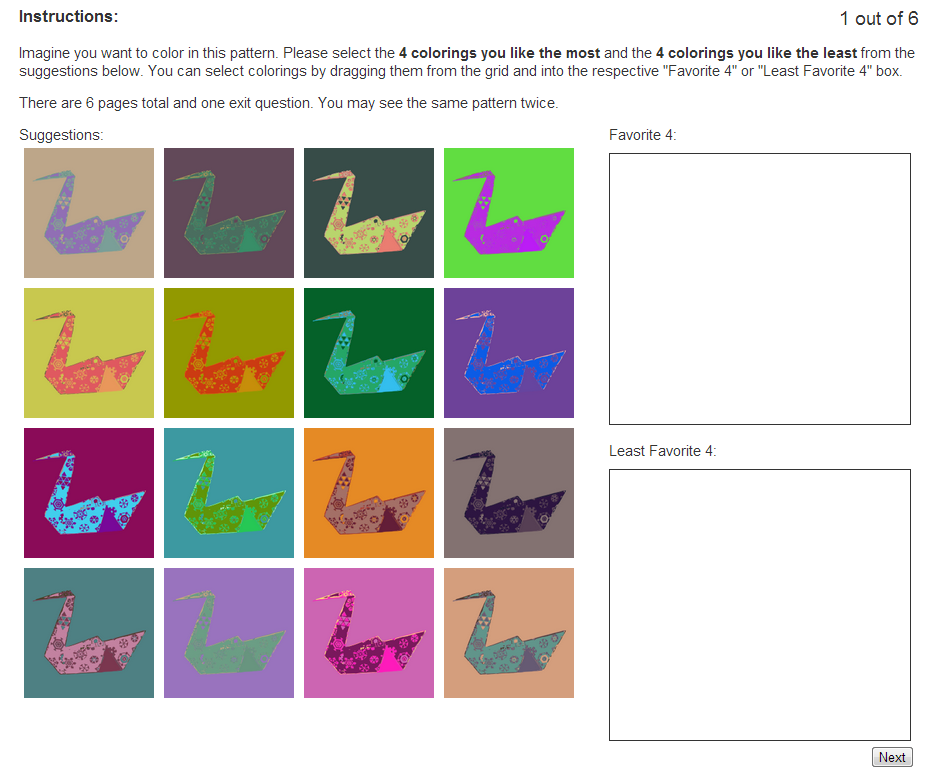 Instructions:
1 out of 6
Imagine you want to color in this pattern. Please select the 4 colorings you like the most and the 4 colorings you like the least from the
suggestions below. You can select colorings by dragging them from the grid and into the respective "Favorite 4" or "Least Favorite 4" box.
There are 6 pages total and one exit question. You may see the same pattern twice.
Suggestions:
Favorite 4:
Least Favorite 4:
Next